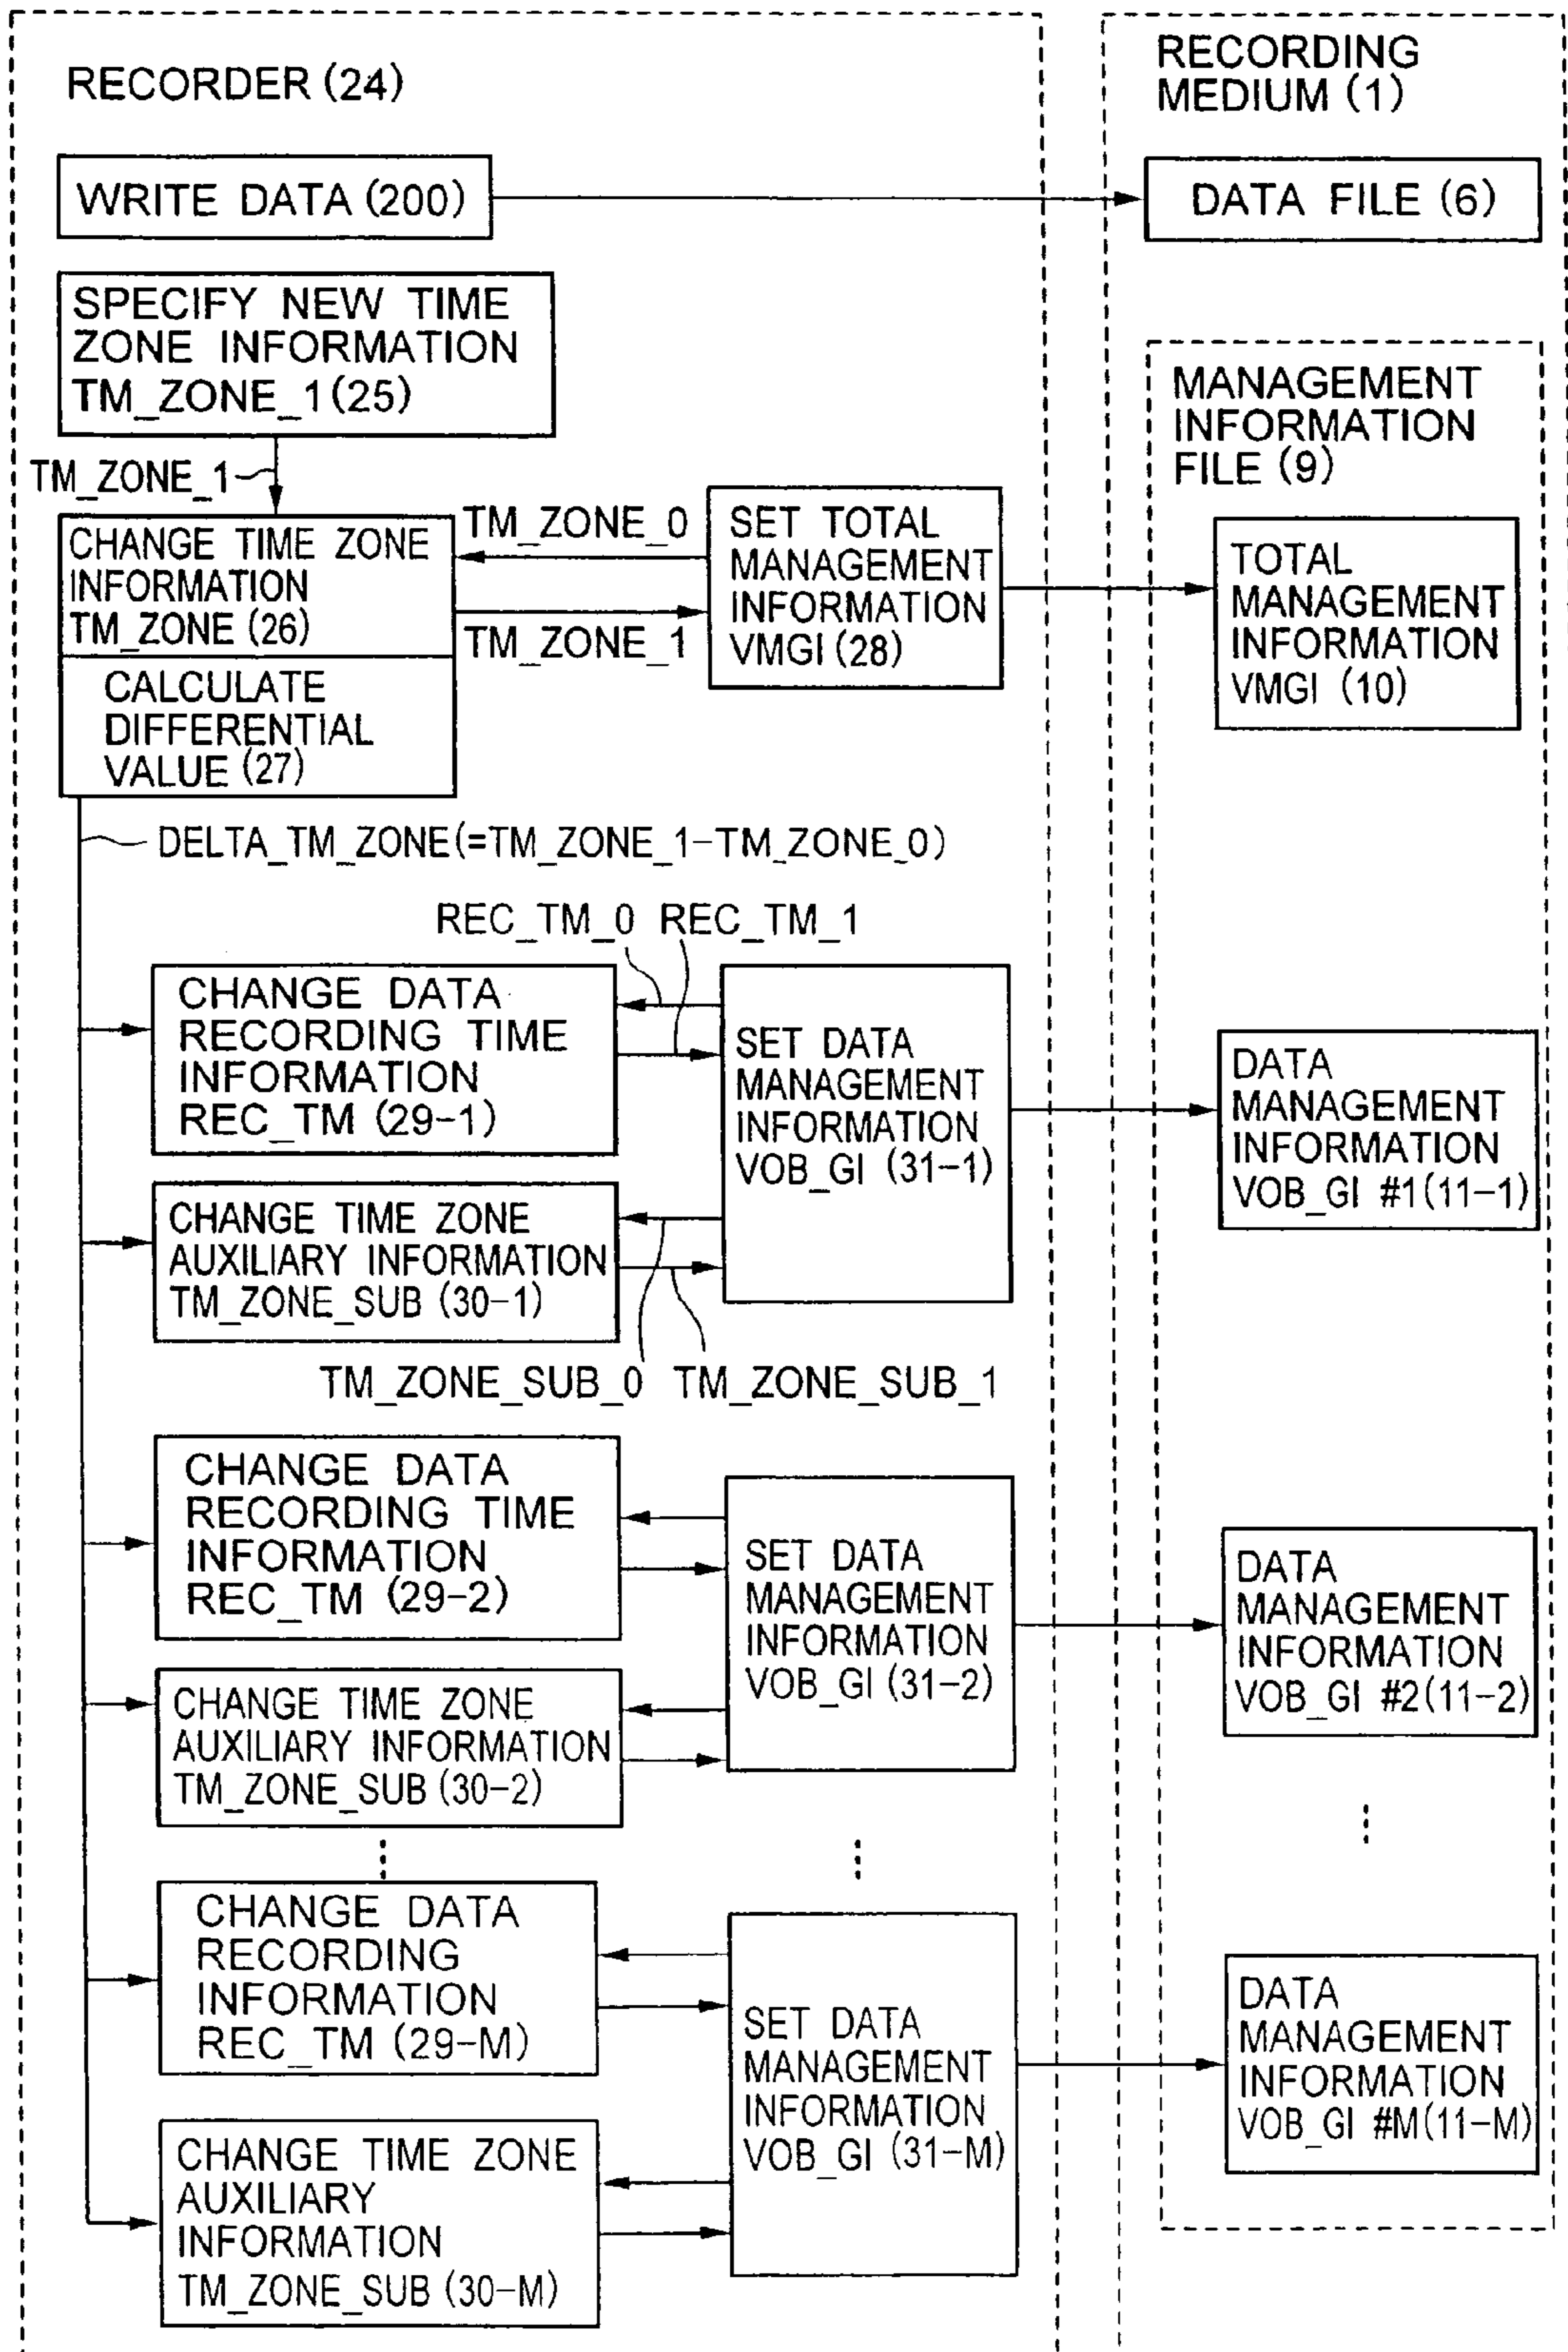 RECORDER (24)
RECORDING
MEDIUM (1)
WRITE DATA (200)
DATA FILE (6)
SPECIFY NEW TIME
ZONE INFORMATION
TM_ZONE_1 (25)
MANAGEMENT
INFORMATION
FILE (9)
TM_ZONE_1
CHANGE TIME ZONE
INFORMATION
TM_ZONE (26)
TM_ZONE_0
TM_ZONE_1
SET TOTAL
MANAGEMENT
INFORMATION
VMGI (28)
TOTAL
MANAGEMENT
INFORMATION
VMGI (10)
CALCULATE
DIFFERENTIAL
VALUE (27)
DELTA_TM_ZONE(=TM_ZONE_1-TM_ZONE_0)
REC_TM_0 REC_TM_1
CHANGE DATA
RECORDING TIME
INFORMATION
REC_TM (29-1)
SET DATA
MANAGEMENT
INFORMATION
VOB_GI (31-1)
DATA
MANAGEMENT
INFORMATION
VOB_GI #1(11-1)
CHANGE TIME ZONE
AUXILIARY INFORMATION
TM_ZONE_SUB (30-1)
TM_ZONE_SUB_0 TM_ZONE_SUB_1
CHANGE DATA
RECORDING TIME
INFORMATION
REC_TM (29-2)
SET DATA
MANAGEMENT
INFORMATION
VOB_GI (31-2)
DATA
MANAGEMENT
INFORMATION
VOB_GI #2(11-2)
CHANGE TIME ZONE
AUXILIARY INFORMATION
TM_ZONE_SUB (30-2)
CHANGE DATA
RECORDING
INFORMATION
REC_TM (29-M)
SET DATA
MANAGEMENT
INFORMATION
VOB_GI (31-M)
DATA
MANAGEMENT
INFORMATION
VOB_GI #M(11-M)
CHANGE TIME ZONE
AUXILIARY
INFORMATION
TM_ZONE_SUB (30-M)